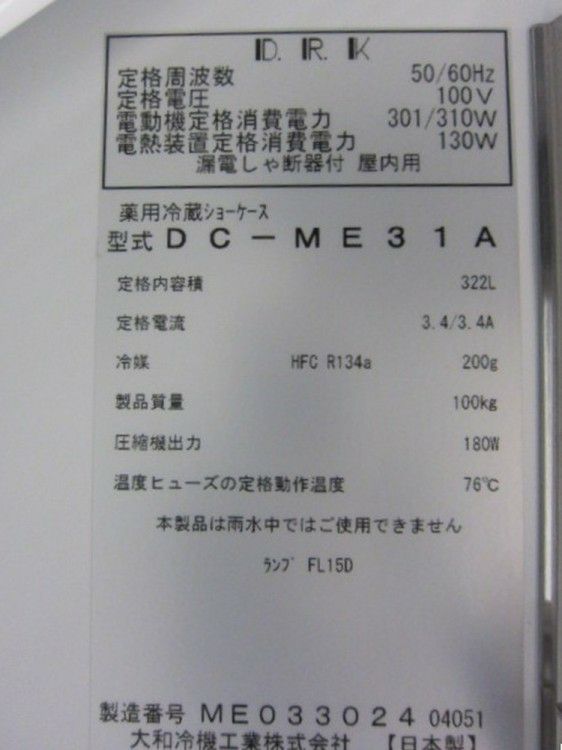 D.R.K
定格周波数 50/60Hz
定格電圧 100V
電動機定格消費電力 301/310W
電熱装置定格消費電力 130W
漏電しゃ断器付 屋内用
薬用冷蔵ショーケース
型式 DC-ME31A
定格内容積 322L
定格電流 3.4/3.4A
冷媒 HFC R134a 200g
製品質量 100kg
圧縮機出力 180W
温度ヒューズの定格動作温度 76℃
本製品は雨水中ではご使用できません
ランプ FL15D
製造番号 ME033024 04051
大和冷機工業株式会社 【日本製】